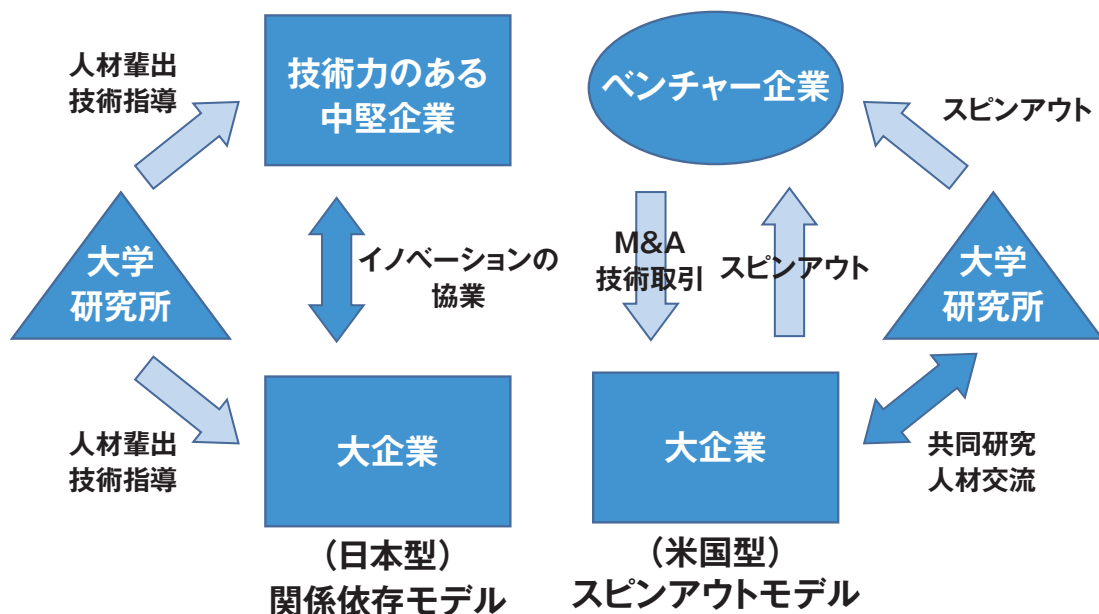 人材輩出
技術指導
技術力のある
中堅企業
大学
研究所
イノベーションの
協業
人材輩出
技術指導
大企業
（日本型）
関係依存モデル
ベンチャー企業
スピンアウト
M&A
技術取引
スピンアウト
大学
研究所
大企業
共同研究
人材交流
（米国型）
スピンアウトモデル